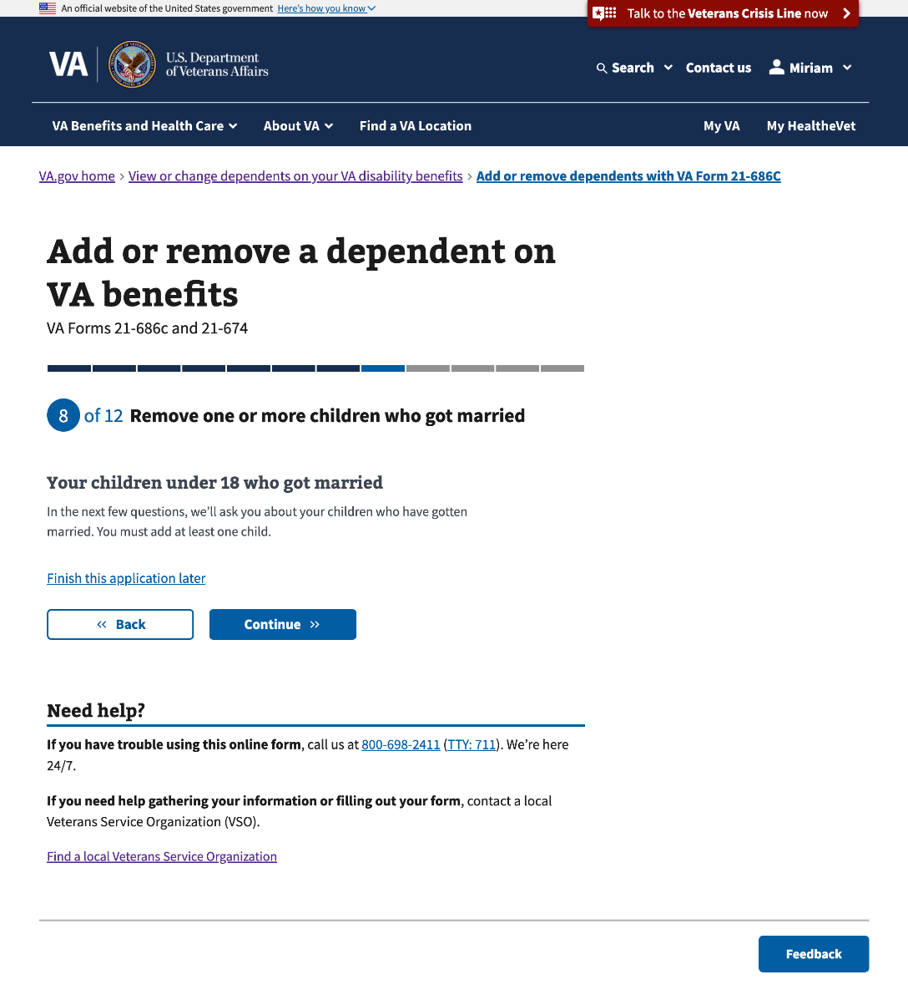 An official website of the United States government Here's how you know
Talk to the Veterans Crisis Line now
VA
U.S. Department
of Veterans Affairs
Search
Contact us
Miriam
VA Benefits and Health Care
About VA
Find a VA Location
My VA
My HealtheVet
VA.gov home › View or change dependents on your VA disability benefits › Add or remove dependents with VA Form 21-686C
Add or remove a dependent on
VA benefits
VA Forms 21-686c and 21-674
8 of 12 Remove one or more children who got married
Your children under 18 who got married
In the next few questions, we’ll ask you about your children who have gotten
married. You must add at least one child.
Finish this application later
« Back
Continue »
Need help?
If you have trouble using this online form, call us at 800-698-2411 (TTY: 711). We’re here
24/7.
If you need help gathering your information or filling out your form, contact a local
Veterans Service Organization (VSO).
Find a local Veterans Service Organization
Feedback